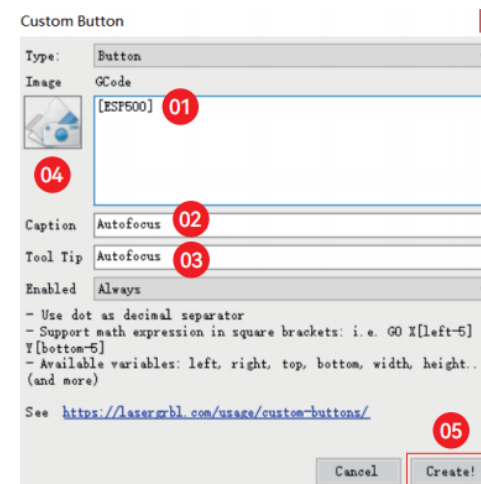 Custom Button
Type: Button
Image GCode
[ESP500] 01
04
Caption Autofocus 02
Tool Tip Autofocus 03
Enabled Always
- Use dot as decimal separator
- Support math expression in square brackets: i.e. G0 X[left-5]
Y[bottom-5]
- Available variables: left, right, top, bottom, width, height..
(and more)
See https://lasergrbl.com/usage/custom-buttons/
05
Cancel Create!